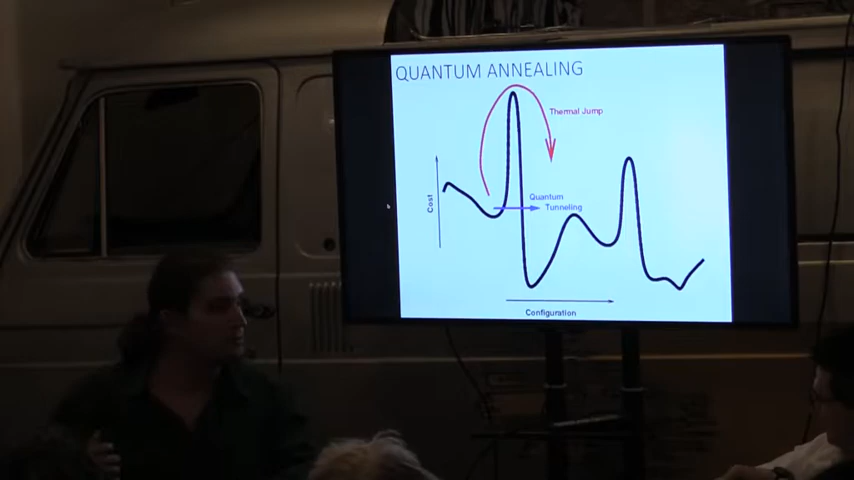 QUANTUM ANNEALING
Thermal Jump
Cost
Quantum
Tunneling
Configuration